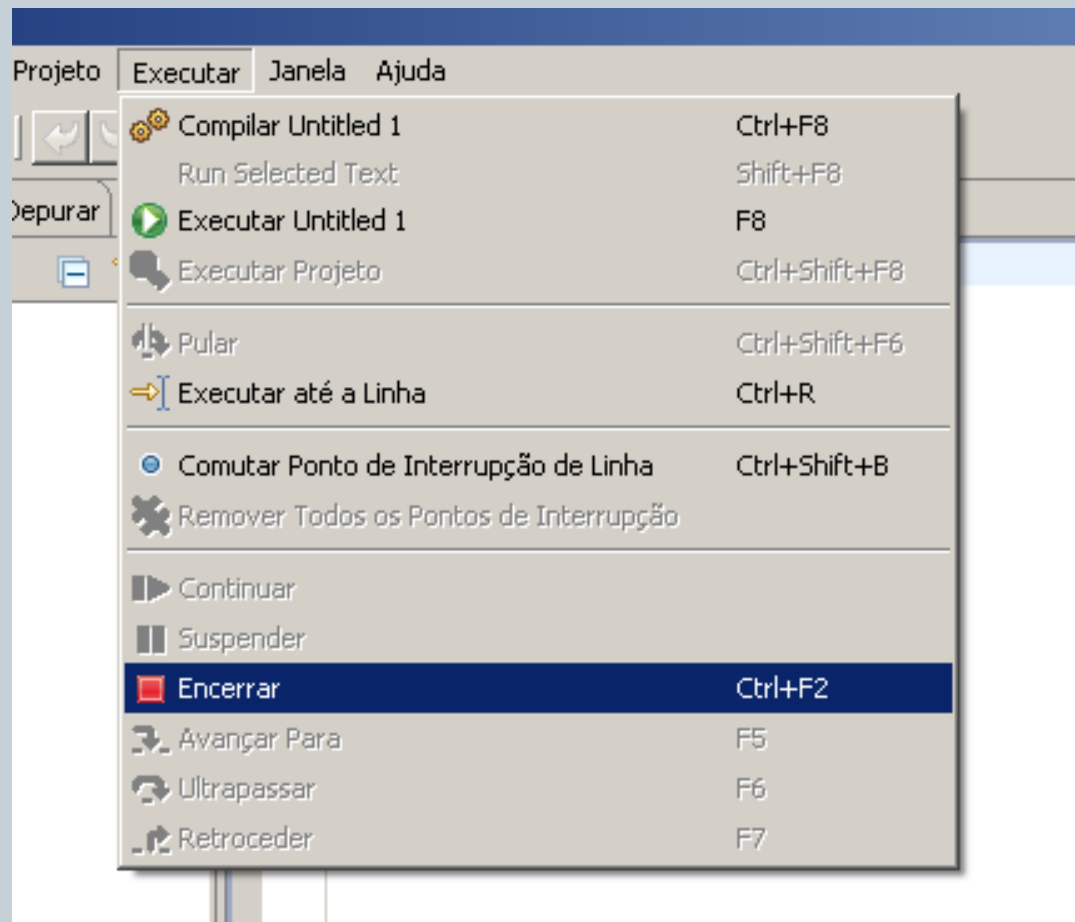 Projeto Executar Janela Ajuda
Compilar Untitled 1 Ctrl+F8
Run Selected Text Shift+F8
Depurar
Executar Untitled 1 F8
Executar Projeto Ctrl+Shift+F8
Pular Ctrl+Shift+F6
Executar até a Linha Ctrl+R
Comutar Ponto de Interrupção de Linha Ctrl+Shift+B
Remover Todos os Pontos de Interrupção
Continuar
Suspender
Encerrar Ctrl+F2
Avançar Para F5
Ultrapassar F6
Retroceder F7